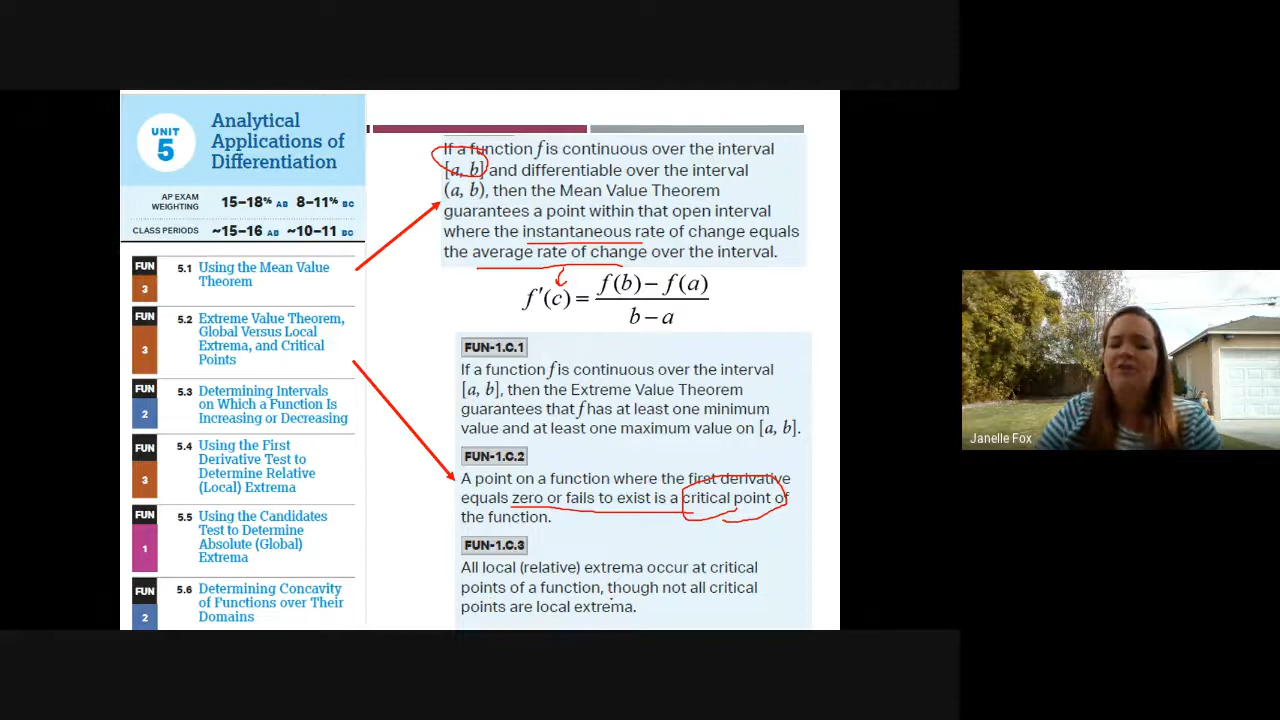 UNIT
5
Analytical
Applications of
Differentiation
AP EXAM
WEIGHTING
15–18% AB 8–11% BC
CLASS PERIODS
~15–16 AB ~10–11 BC
FUN
3
5.1 Using the Mean Value
Theorem
FUN
3
5.2 Extreme Value Theorem,
Global Versus Local
Extrema, and Critical
Points
FUN
2
5.3 Determining Intervals
on Which a Function Is
Increasing or Decreasing
FUN
3
5.4 Using the First
Derivative Test to
Determine Relative
(Local) Extrema
FUN
1
5.5 Using the Candidates
Test to Determine
Absolute (Global)
Extrema
FUN
2
5.6 Determining Concavity
of Functions over Their
Domains
If a function f is continuous over the interval
[a, b] and differentiable over the interval
(a, b), then the Mean Value Theorem
guarantees a point within that open interval
where the instantaneous rate of change equals
the average rate of change over the interval.
f'(c) = f(b) − f(a)
b − a
FUN-1.C.1
If a function f is continuous over the interval
[a, b], then the Extreme Value Theorem
guarantees that f has at least one minimum
value and at least one maximum value on [a, b].
FUN-1.C.2
A point on a function where the first derivative
equals zero or fails to exist is a critical point of
the function.
FUN-1.C.3
All local (relative) extrema occur at critical
points of a function, though not all critical
points are local extrema.
Janelle Fox